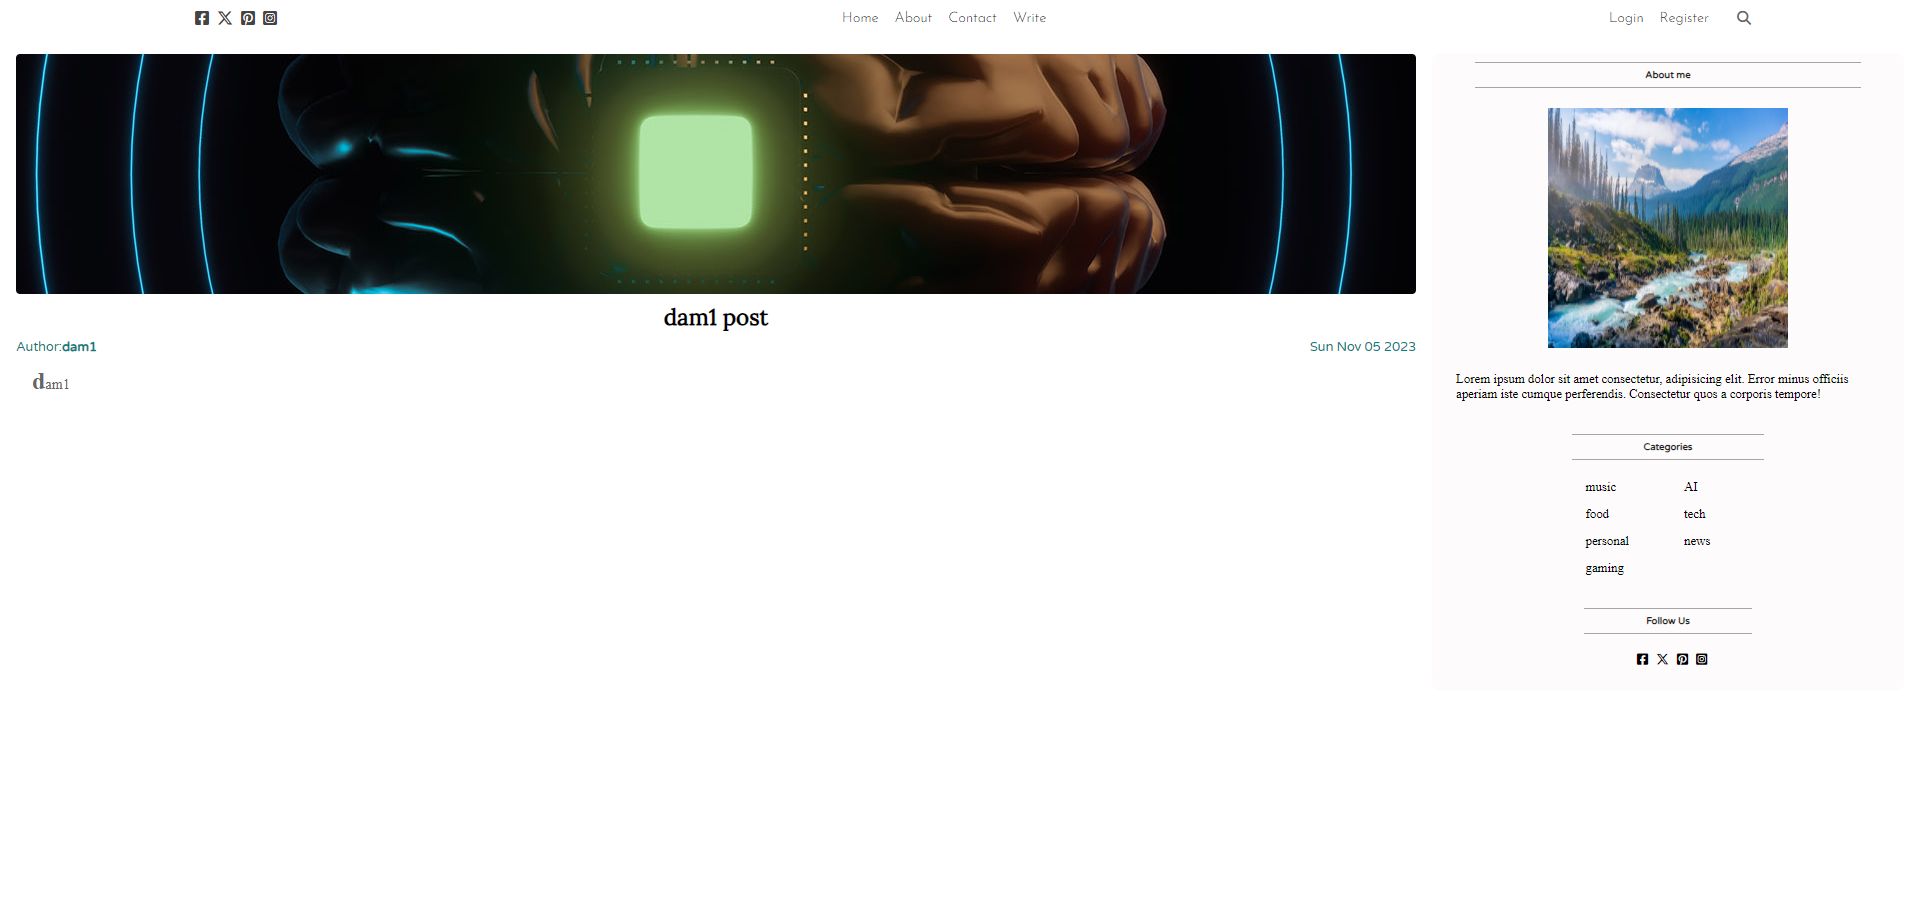 Home About Contact Write
Login Register
dam1 post
Author:dam1
Sun Nov 05 2023
dam1
About me
Lorem ipsum dolor sit amet consectetur, adipisicing elit. Error minus officiis
aperiam iste cumque perferendis. Consectetur quos a corporis tempore!
Categories
music AI
food tech
personal news
gaming
Follow Us